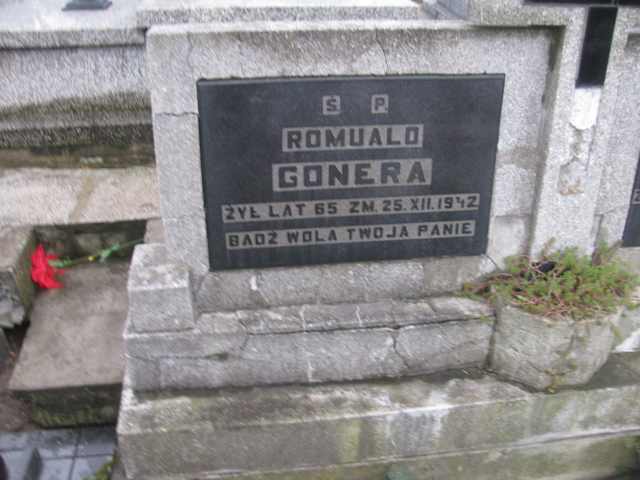 Ś. P.
ROMUALD
GONERA
ŻYŁ LAT 65 ZM. 25.XII.1942
BĄDŹ WOLA TWOJA PANIE